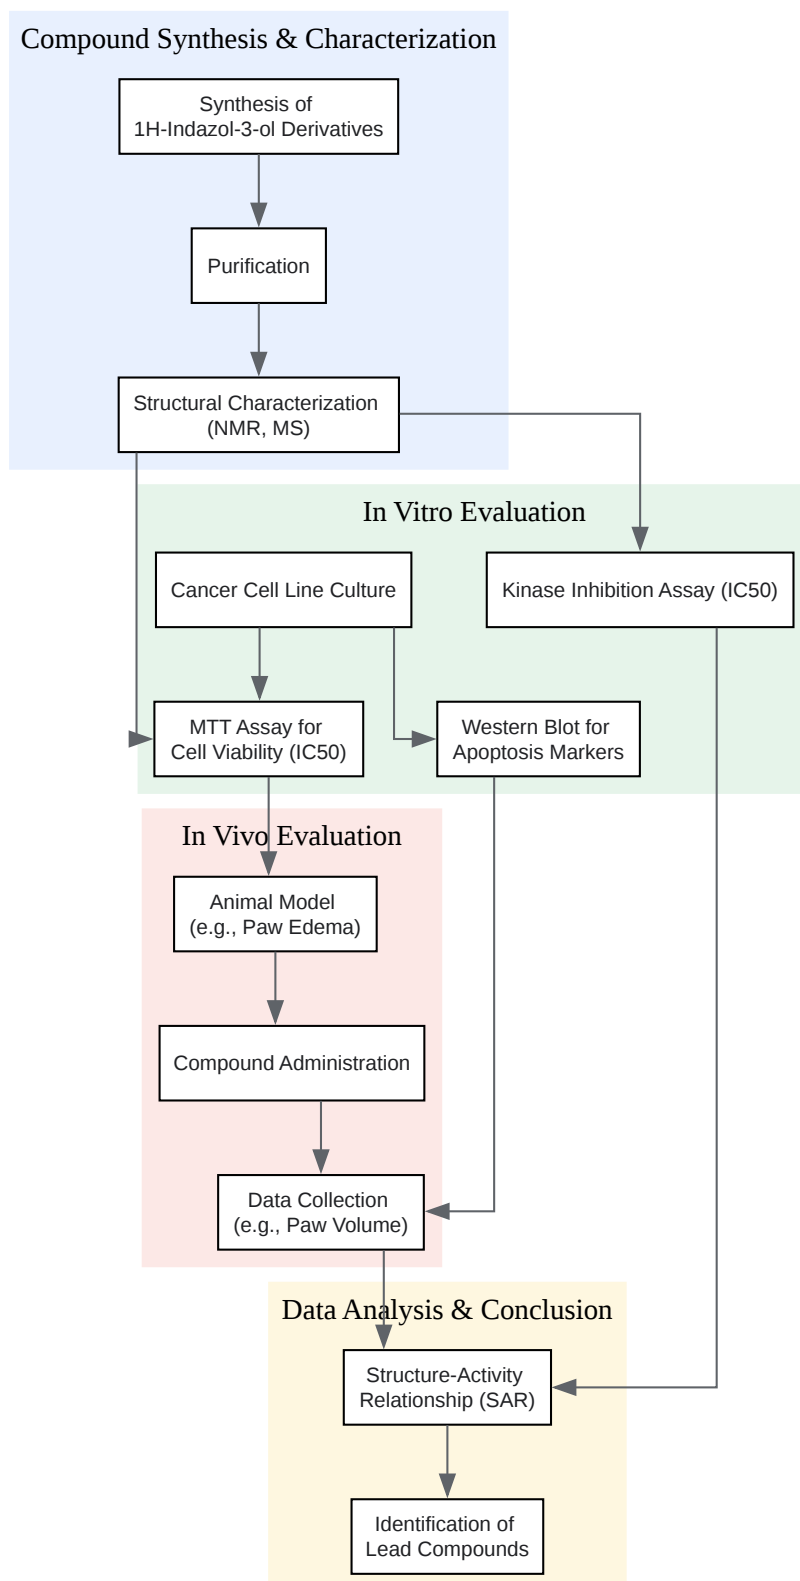 Compound Synthesis & Characterization
Synthesis of
1H-Indazol-3-ol Derivatives
Purification
Structural Characterization
(NMR, MS)
In Vitro Evaluation
Cancer Cell Line Culture
Kinase Inhibition Assay (IC50)
MTT Assay for
Cell Viability (IC50)
Western Blot for
Apoptosis Markers
In Vivo Evaluation
Animal Model
(e.g., Paw Edema)
Compound Administration
Data Collection
(e.g., Paw Volume)
Data Analysis & Conclusion
Structure-Activity
Relationship (SAR)
Identification of
Lead Compounds